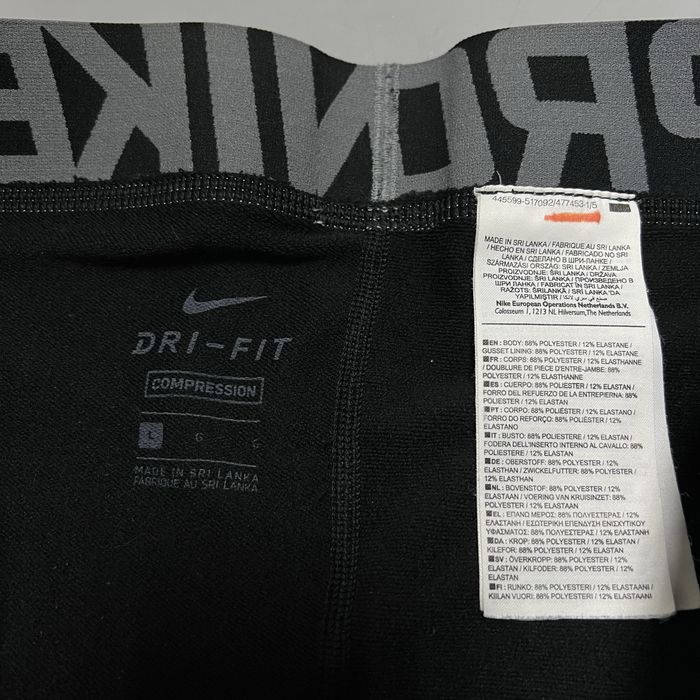 PRO NIKE
445599-517092/477453-1/5
MADE IN SRI LANKA / FABRIQUE AU SRI LANKA
/ HECHO EN SRI LANKA / FABRICADO NO SRI
LANKA / СДЕЛАНО В ШРИ-ЛАНКЕ /
SZÁRMAZÁSI ORSZÁG: SRI LANKA / ZEMLJA
PROIZVODNJE: ŠRI LANKA / DRŽAVA
PROIZVODNJE: ŠRI LANKA / ПРОИЗВЕДЕНО В
ШРИ ЛАНКА / FABRICAT ÎN SRI LANKA /
RAŽOTS: ŠRILANKĀ / SRI LANKA'DA
YAPILMIŞTIR /
Nike European Operations Netherlands B.V.
Colosseum 1, 1213 NL Hilversum, The Netherlands
EN : BODY: 88% POLYESTER / 12% ELASTANE /
GUSSET LINING: 88% POLYESTER / 12% ELASTANE
FR : CORPS: 88% POLYESTER / 12% ELASTHANNE
/ DOUBLURE DE PIECE D'ENTRE-JAMBE: 88%
POLYESTER / 12% ELASTHANNE
ES : CUERPO: 88% POLIESTER / 12% ELASTAN /
FORRO DEL REFUERZO DE LA ENTREPIERNA: 88%
POLIESTER / 12% ELASTAN
PT : CORPO: 88% POLIÉSTER / 12% ELASTANO /
FORRO DO REFORÇO: 88% POLIÉSTER / 12%
ELASTANO
IT : BUSTO: 88% POLIESTERE / 12% ELASTAN /
FODERA DELL'INSERTO INTERNO AL CAVALLO: 88%
POLIESTERE / 12% ELASTAN
DE : OBERSTOFF: 88% POLYESTER / 12%
ELASTHAN / ZWICKELFUTTER: 88% POLYESTER /
12% ELASTHAN
NL : BOVENSTOF: 88% POLYESTER / 12%
ELASTAAN / VOERING VAN KRUISINZET: 88%
POLYESTER / 12% ELASTAAN
EL : ΕΠΑΝΩ ΜΕΡΟΣ: 88% ΠΟΛΥΕΣΤΕΡΑΣ / 12%
ΕΛΑΣΤΑΝΗ / ΕΣΩΤΕΡΙΚΗ ΕΠΕΝΔΥΣΗ ΕΝΙΣΧΥΤΙΚΟΥ
ΥΦΑΣΜΑΤΟΣ: 88% ΠΟΛΥΕΣΤΕΡΑΣ / 12% ΕΛΑΣΤΑΝΗ
DA : KROP: 88% POLYESTER / 12% ELASTAN /
KILEFOR: 88% POLYESTER / 12% ELASTAN
SV : ÖVERKROPP: 88% POLYESTER / 12%
ELASTAN / KILFODER: 88% POLYESTER / 12%
ELASTAN
FI : RUNKO: 88% POLYESTERI / 12% ELASTAANI /
KIILAN VUORI: 88% POLYESTERI / 12% ELASTAANI
DRI-FIT
COMPRESSION
L G
MADE IN SRI LANKA
FABRIQUE AU SRI LANKA